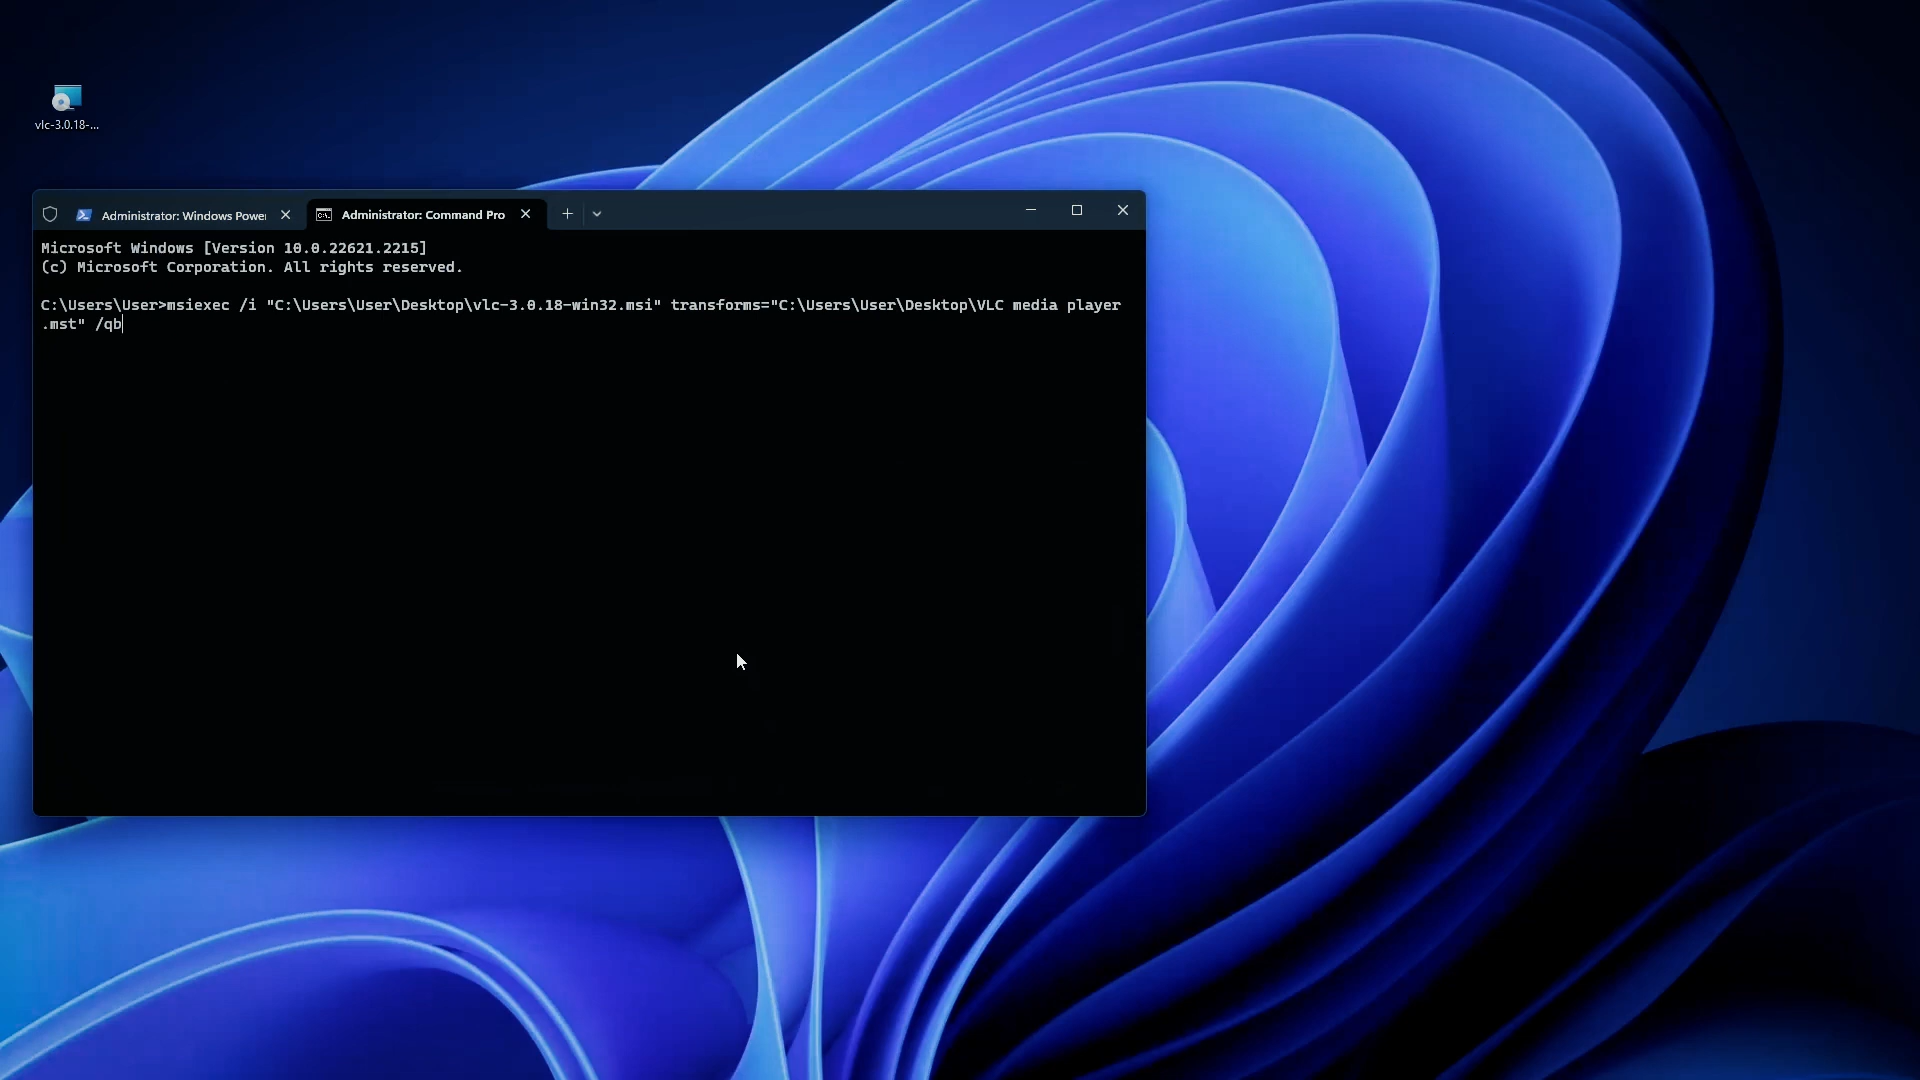 vlc-3.0.18-...
Administrator: Windows Power
Administrator: Command Pro
Microsoft Windows [Version 10.0.22621.2215]
(c) Microsoft Corporation. All rights reserved.
C:\Users\User>msiexec /i "C:\Users\User\Desktop\vlc-3.0.18-win32.msi" transforms="C:\Users\User\Desktop\VLC media player
.mst" /qb